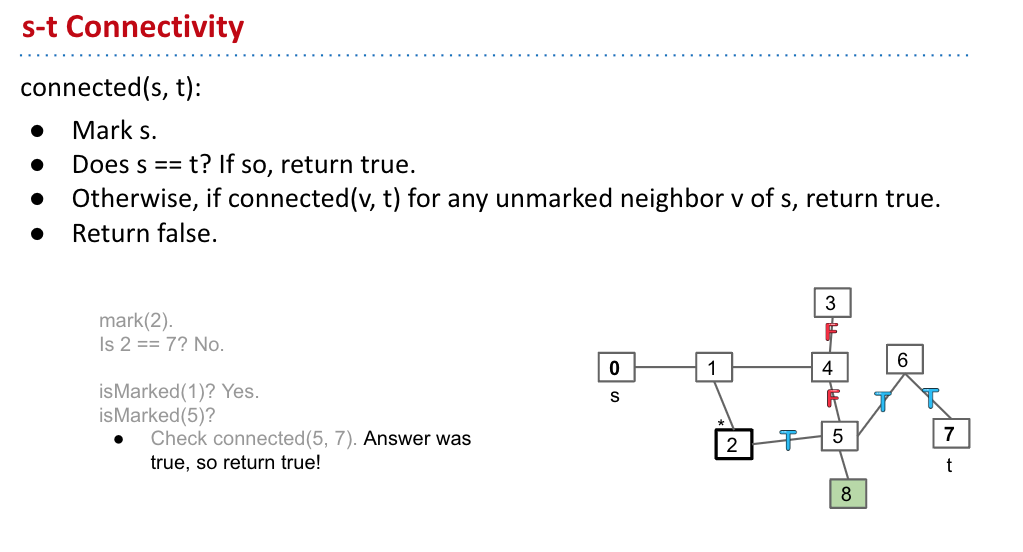 s-t Connectivity
connected(s, t):
● Mark s.
● Does s == t? If so, return true.
● Otherwise, if connected(v, t) for any unmarked neighbor v of s, return true.
● Return false.
mark(2).
Is 2 == 7? No.
isMarked(1)? Yes.
isMarked(5)?
● Check connected(5, 7). Answer was
true, so return true!
3
F
0
1
4
6
s
F
T
T
*
2
T
5
7
t
8